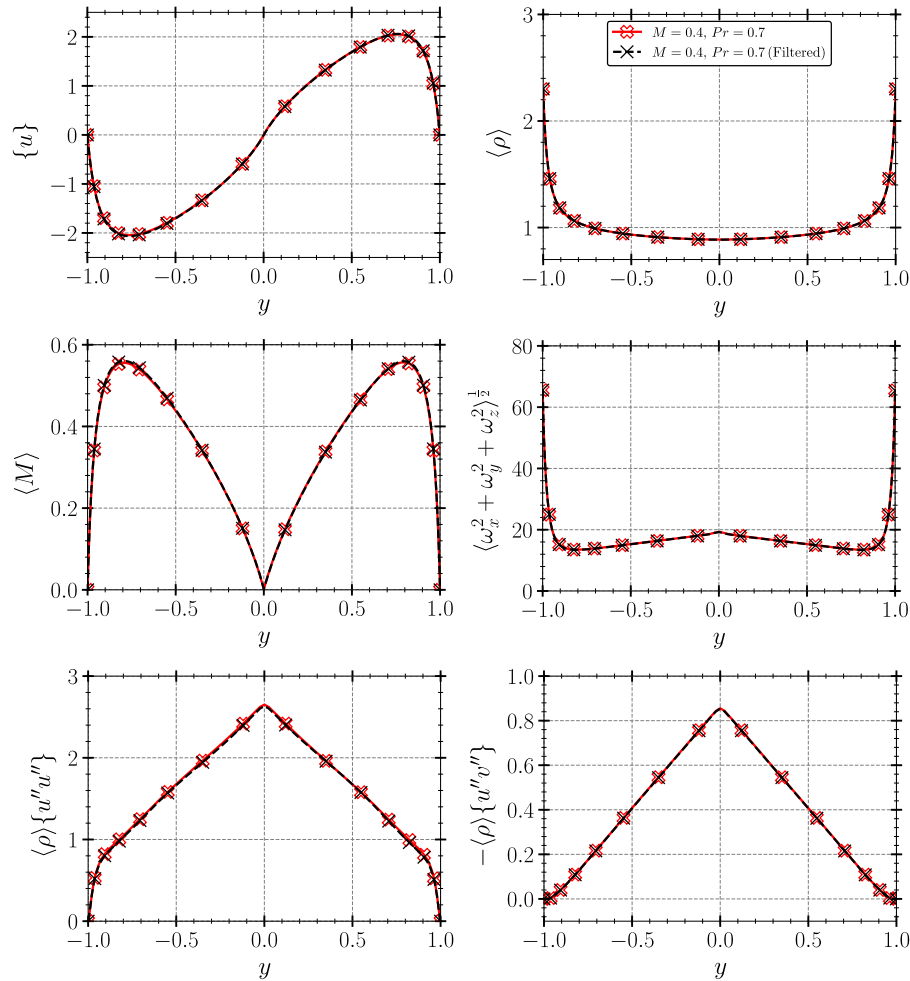 2
1
0
−1
−2
{u}
−1.0 −0.5 0.0 0.5 1.0
y
3
2
1
⟨ρ⟩
M = 0.4, Pr = 0.7
M = 0.4, Pr = 0.7 (Filtered)
−1.0 −0.5 0.0 0.5 1.0
y
0.6
0.4
0.2
0.0
⟨M⟩
−1.0 −0.5 0.0 0.5 1.0
y
80
60
40
20
0
⟨ω_x^2 + ω_y^2 + ω_z^2⟩^{1/2}
−1.0 −0.5 0.0 0.5 1.0
y
3
2
1
0
⟨ρ⟩{u″u″}
−1.0 −0.5 0.0 0.5 1.0
y
1.0
0.8
0.6
0.4
0.2
0.0
−⟨ρ⟩{u″v″}
−1.0 −0.5 0.0 0.5 1.0
y